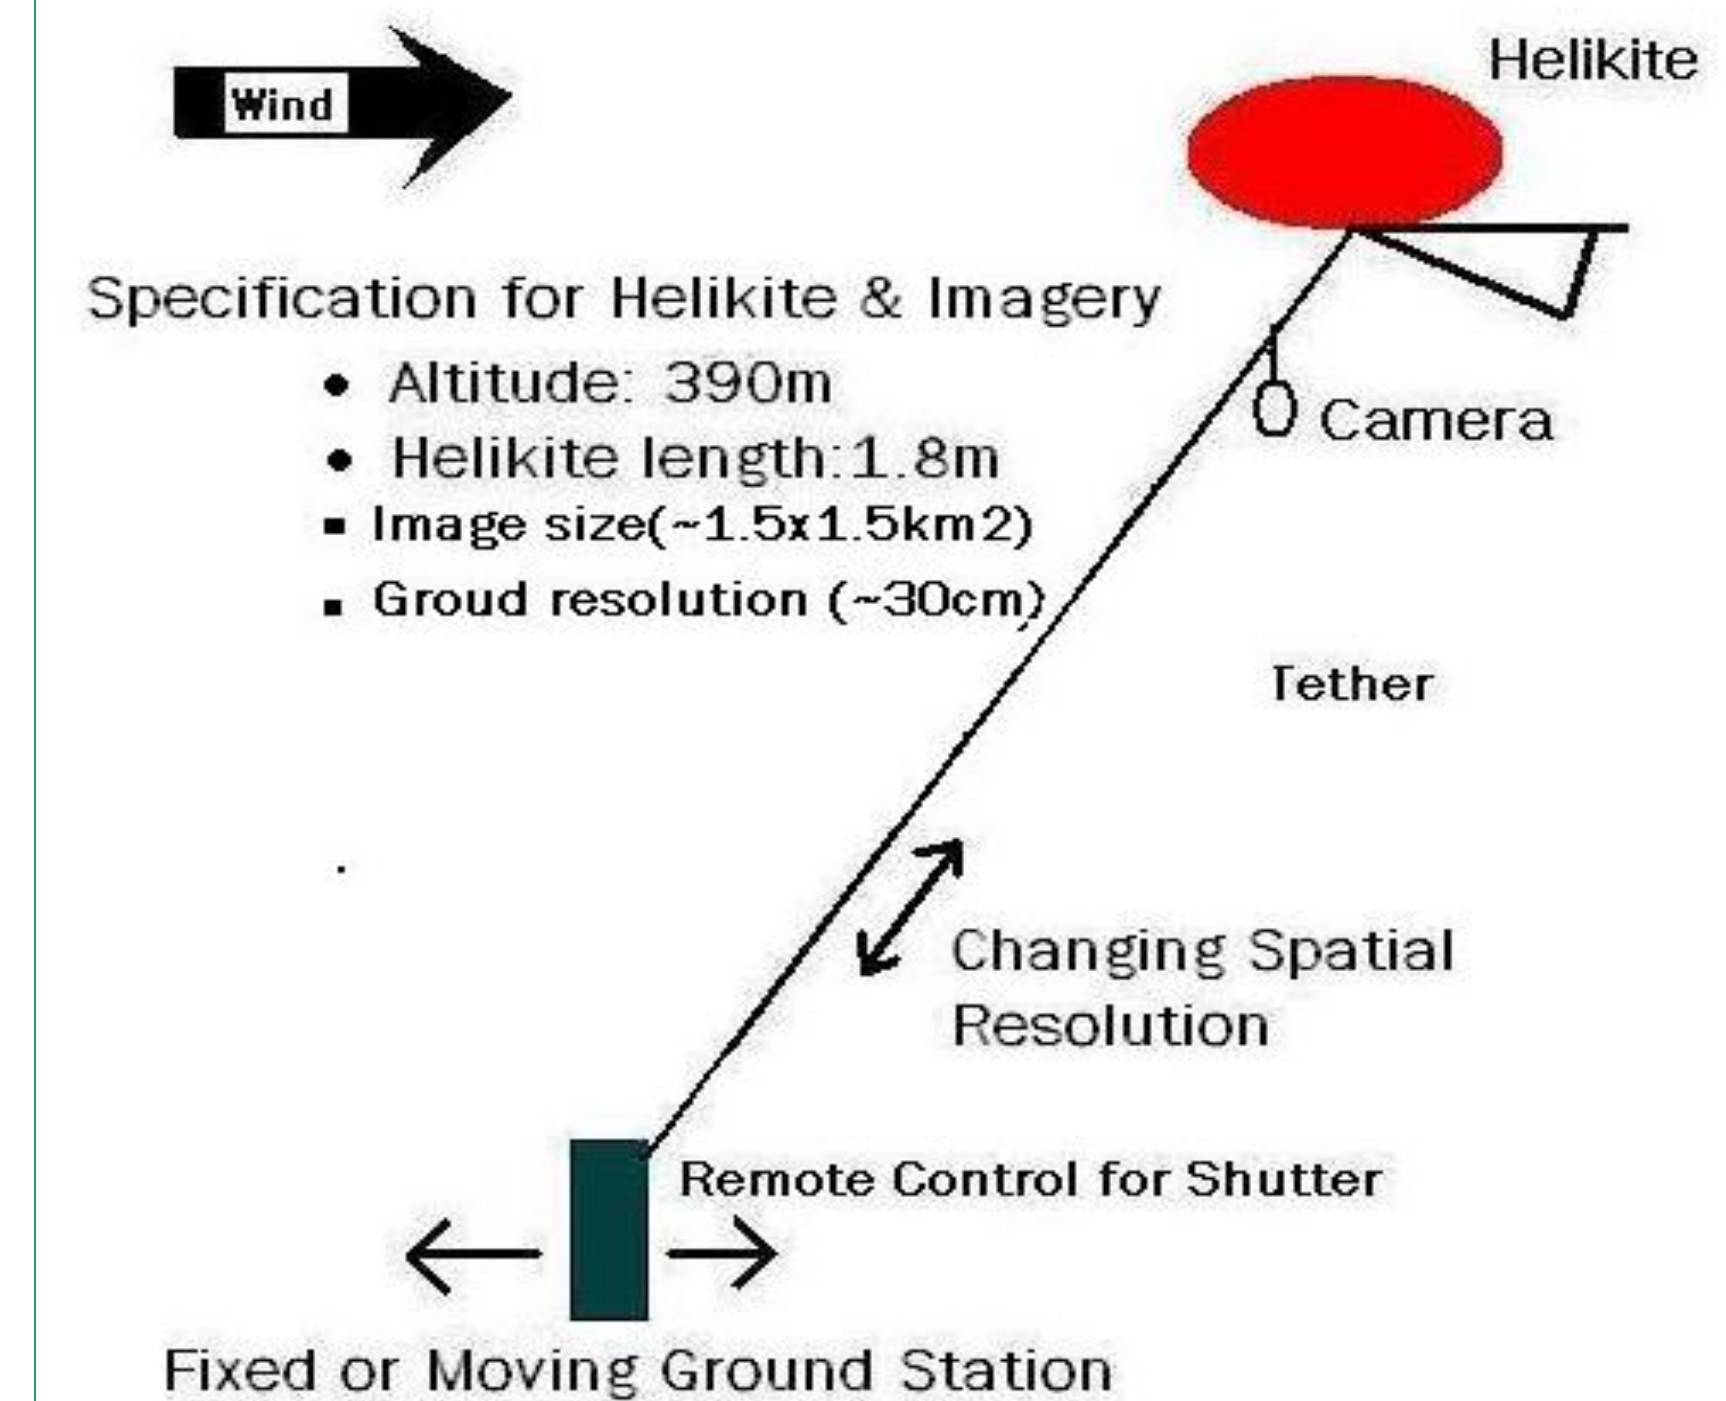 Wind
Helikite
Specification for Helikite & Imagery
• Altitude: 390m
• Helikite length:1.8m
▪ Image size(~1.5x1.5km2)
▪ Groud resolution (~30cm)
Camera
Tether
Changing Spatial
Resolution
Remote Control for Shutter
Fixed or Moving Ground Station